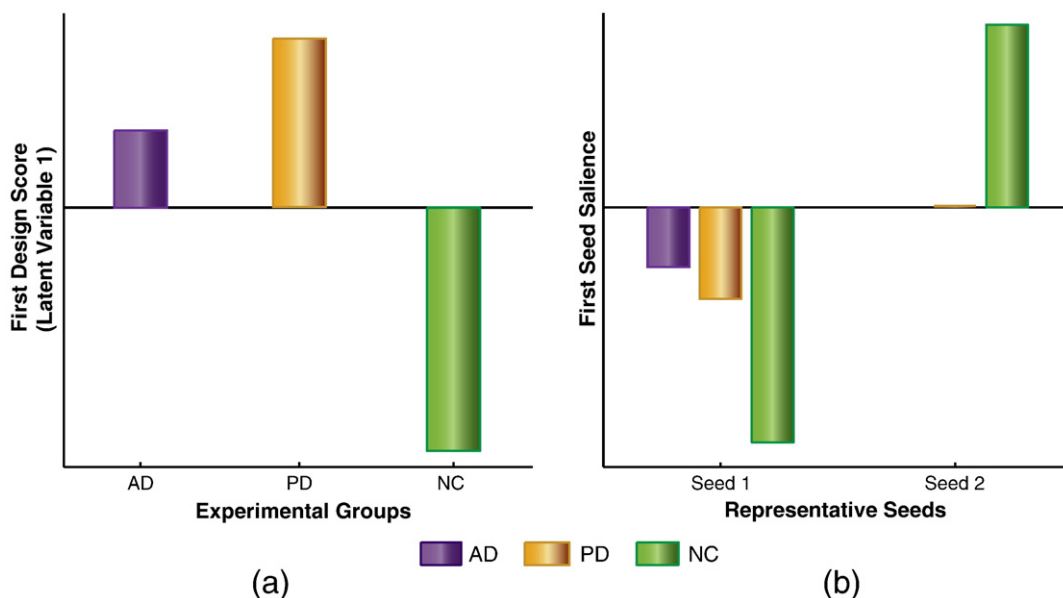 First Design Score
(Latent Variable 1)
AD
PD
NC
Experimental Groups
First Seed Salience
Seed 1
Seed 2
Representative Seeds
AD
PD
NC
(a)
(b)